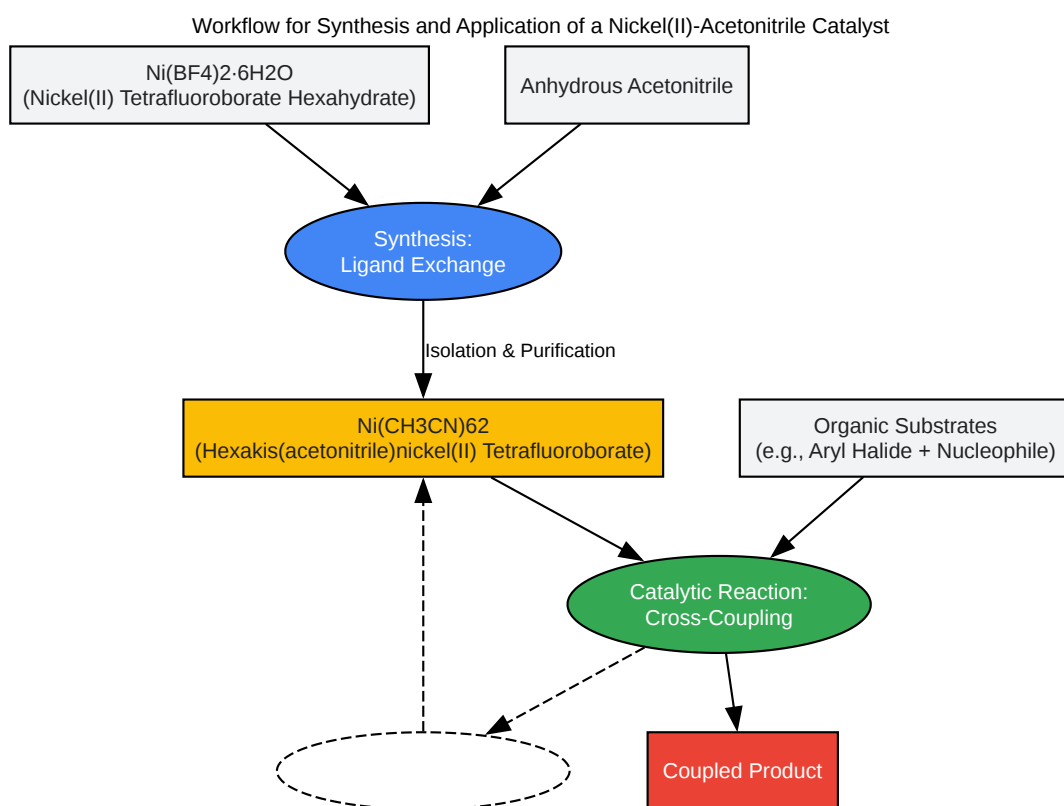 Workflow for Synthesis and Application of a Nickel(II)-Acetonitrile Catalyst
Ni(BF4)2·6H2O
(Nickel(II) Tetrafluoroborate Hexahydrate)
Anhydrous Acetonitrile
Synthesis:
Ligand Exchange
Isolation & Purification
Ni(CH3CN)62
(Hexakis(acetonitrile)nickel(II) Tetrafluoroborate)
Organic Substrates
(e.g., Aryl Halide + Nucleophile)
Catalytic Reaction:
Cross-Coupling
Coupled Product